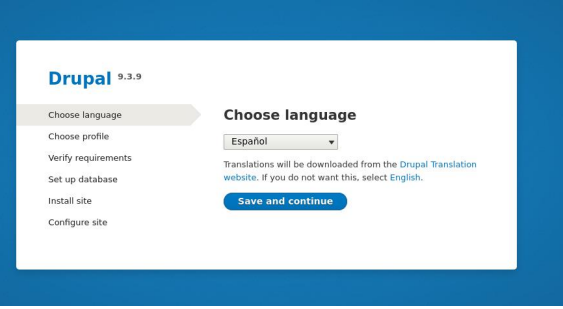 Drupal 9.3.9
Choose language
Choose profile
Verify requirements
Set up database
Install site
Configure site
Choose language
Español
Translations will be downloaded from the Drupal Translation
website. If you do not want this, select English.
Save and continue